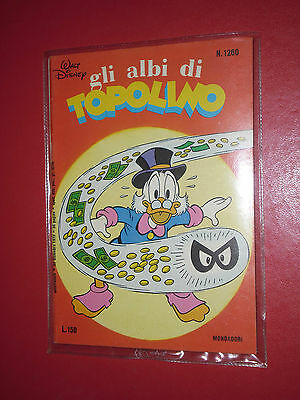 WALT DISNEY
N.1260
gli albi di
TOPOLINO
L.150
MONDADORI